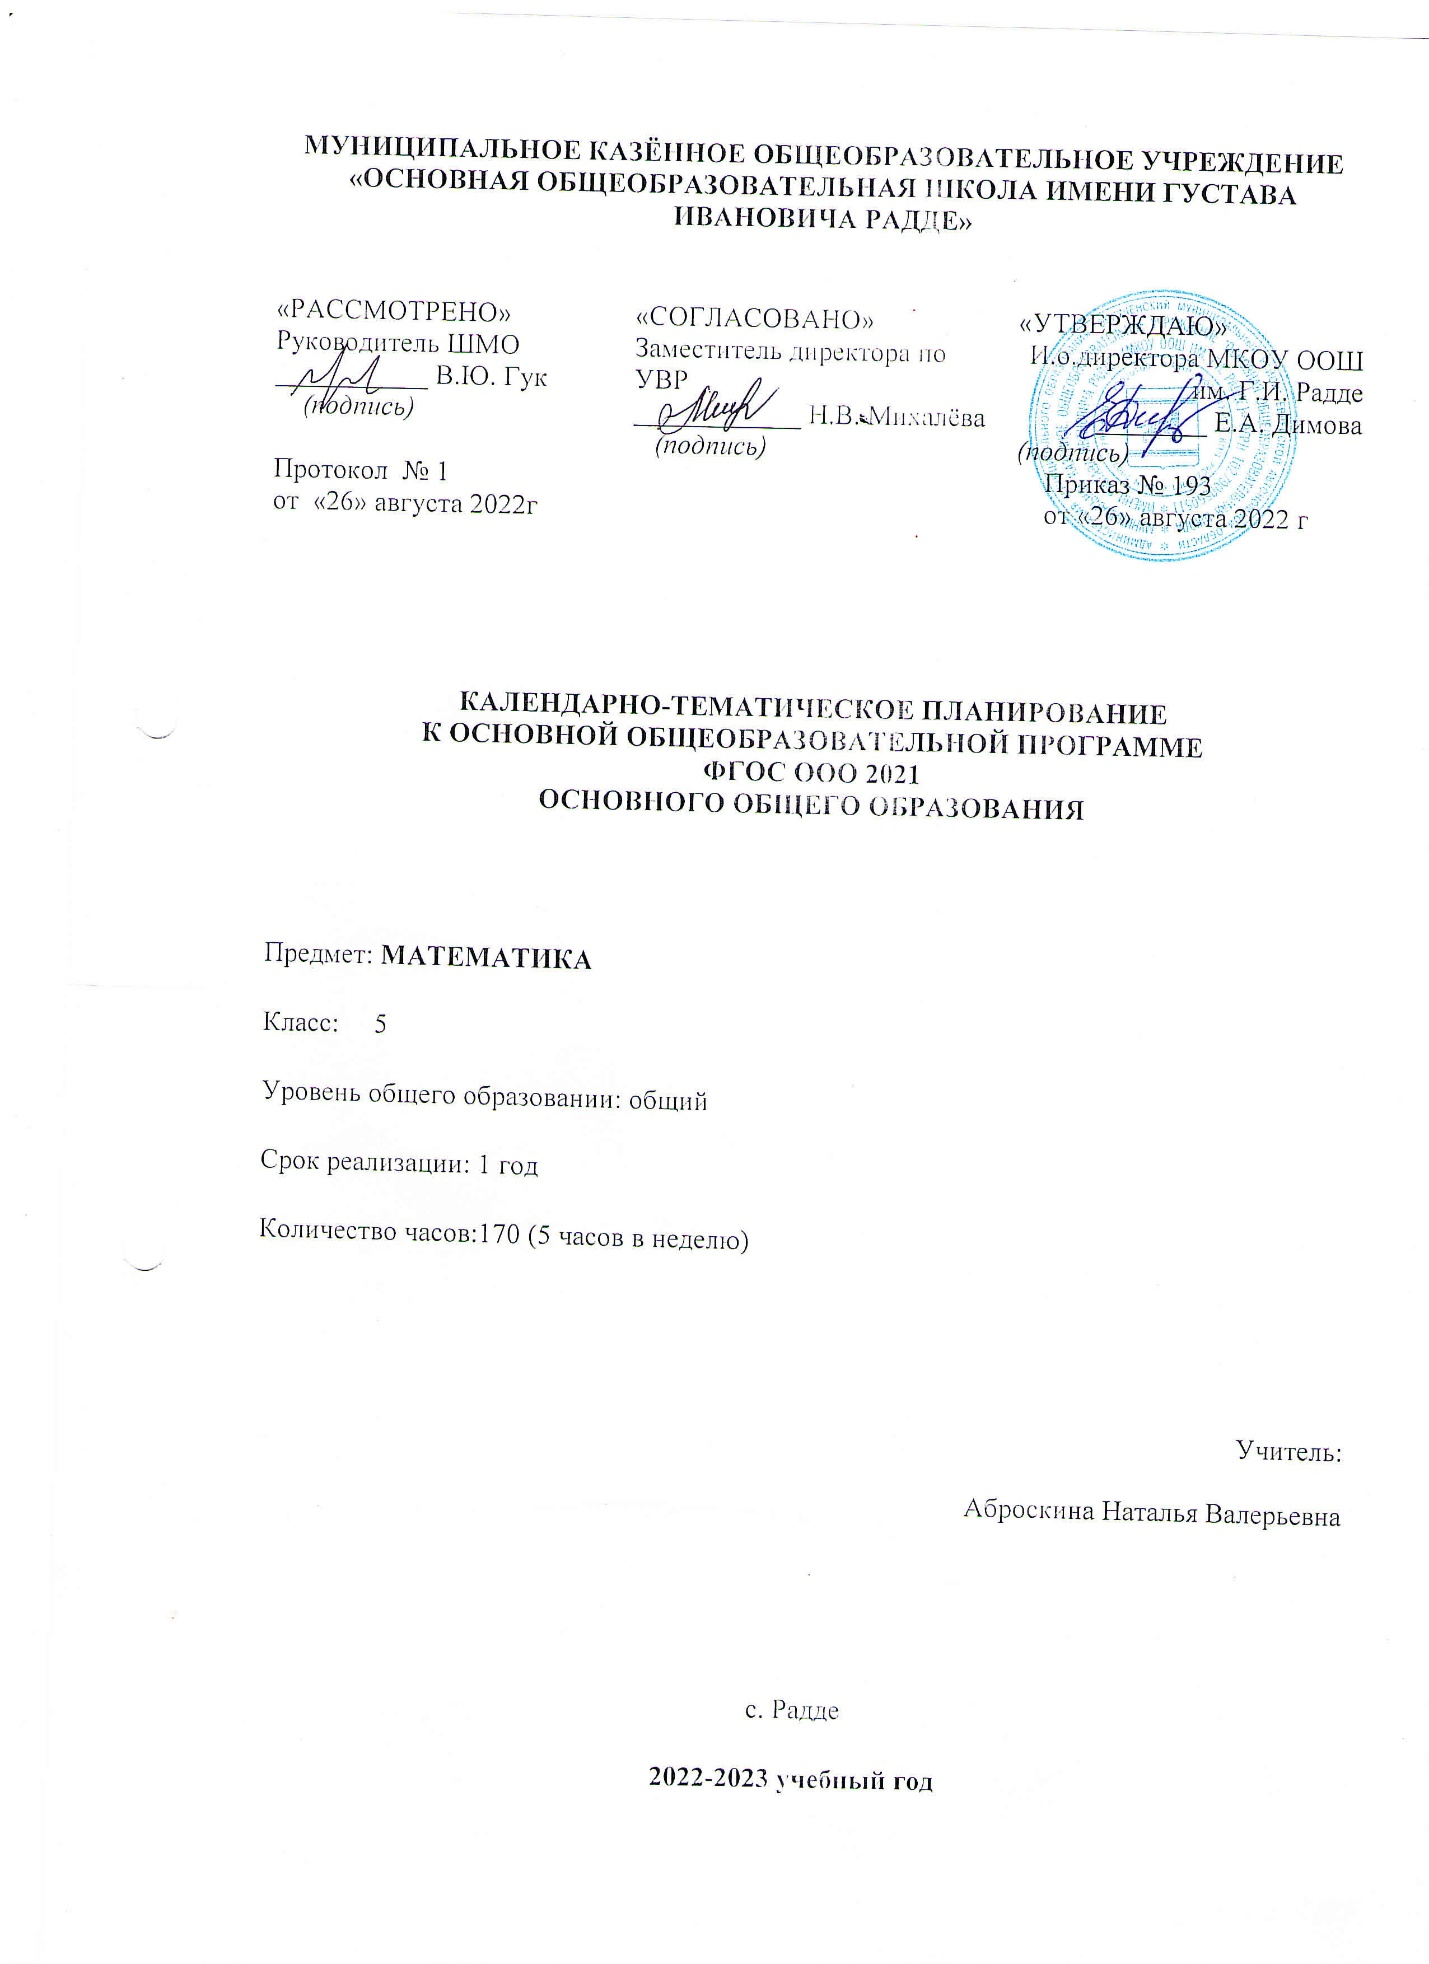 МУНИЦИПАЛЬНОЕ КАЗЁННОЕ ОБЩЕОБРАЗОВАТЕЛЬНОЕ УЧРЕЖДЕНИЕ
«ОСНОВНАЯ ОБЩЕОБРАЗОВАТЕЛЬНАЯ ШКОЛА ИМЕНИ ГУСТАВА
ИВАНОВИЧА РАДДЕ»
«РАССМОТРЕНО»
Руководитель ШМО
___________ В.Ю. Гук
(подпись)
Протокол № 1
от «26» августа 2022г
«СОГЛАСОВАНО»
Заместитель директора по
УВР
____________ Н.В. Михалёва
(подпись)
«УТВЕРЖДАЮ»
И.о.директора МКОУ ООШ
им. Г.И. Радде
________ Е.А. Димова
(подпись)
Приказ № 193
от «26» августа 2022 г
КАЛЕНДАРНО-ТЕМАТИЧЕСКОЕ ПЛАНИРОВАНИЕ
К ОСНОВНОЙ ОБЩЕОБРАЗОВАТЕЛЬНОЙ ПРОГРАММЕ
ФГОС ООО 2021
ОСНОВНОГО ОБЩЕГО ОБРАЗОВАНИЯ
Предмет: МАТЕМАТИКА
Класс: 5
Уровень общего образовании: общий
Срок реализации: 1 год
Количество часов:170 (5 часов в неделю)
Учитель:
Аброскина Наталья Валерьевна
с. Радде
2022-2023 учебный год